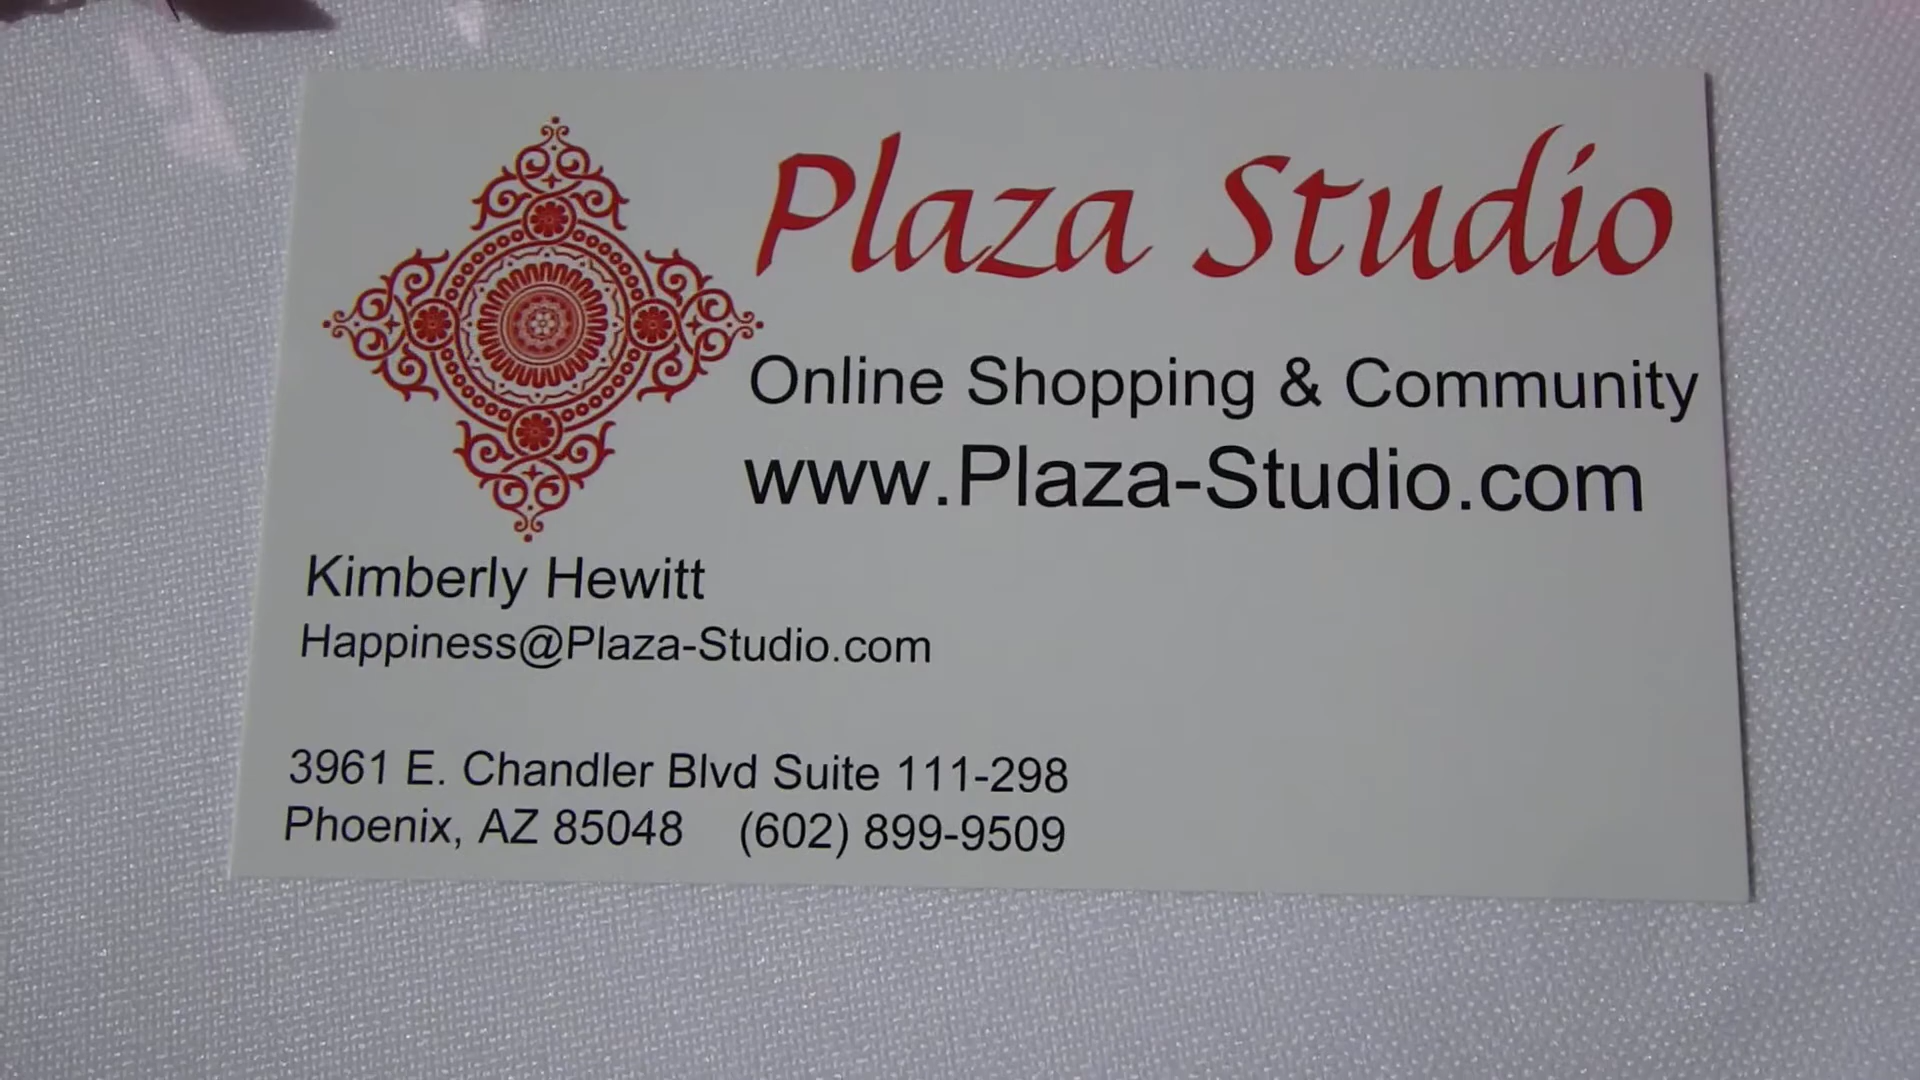 Plaza Studio
Online Shopping & Community
www.Plaza-Studio.com
Kimberly Hewitt
Happiness@Plaza-Studio.com
3961 E. Chandler Blvd Suite 111-298
Phoenix, AZ 85048 (602) 899-9509